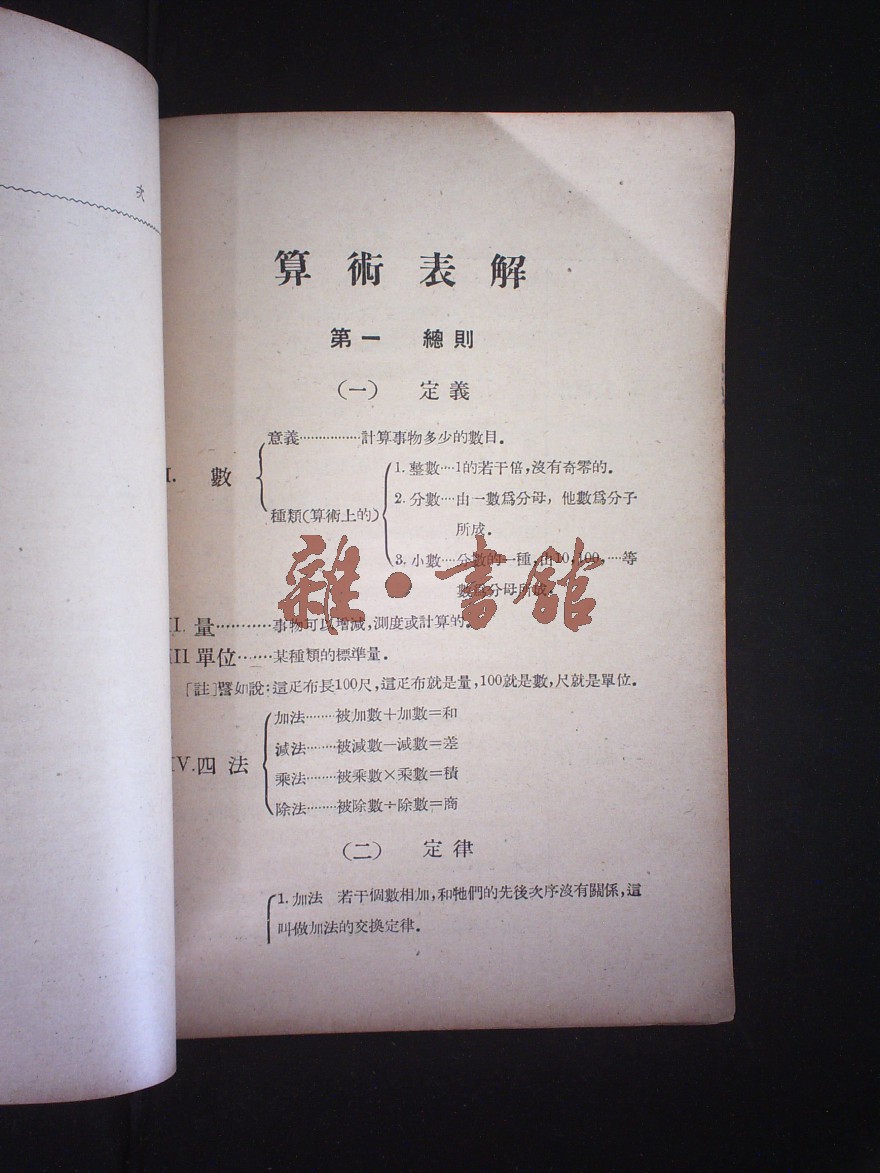 次
算術表解
第一 總則
（一） 定義
I. 數
意義················計算事物多少的數目．
種類(算術上的)
1. 整數····1的若干倍，沒有奇零的．
2. 分數····由一數爲分母，他數爲分子
所成．
3. 小數····分數的一種，由10，100，····等
數爲分母所成．
雜·書館
II. 量···········事物可以增減，測度或計算的．
III 單位·······某種類的標準量．
［註］譬如說：這疋布長100尺，這疋布就是量，100就是數，尺就是單位．
IV. 四法
加法········被加數＋加數＝和
減法········被減數－減數＝差
乘法········被乘數×乘數＝積
除法········被除數÷除數＝商
（二） 定律
1. 加法 若干個數相加，和牠們的先後次序沒有關係，這
叫做加法的交換定律．